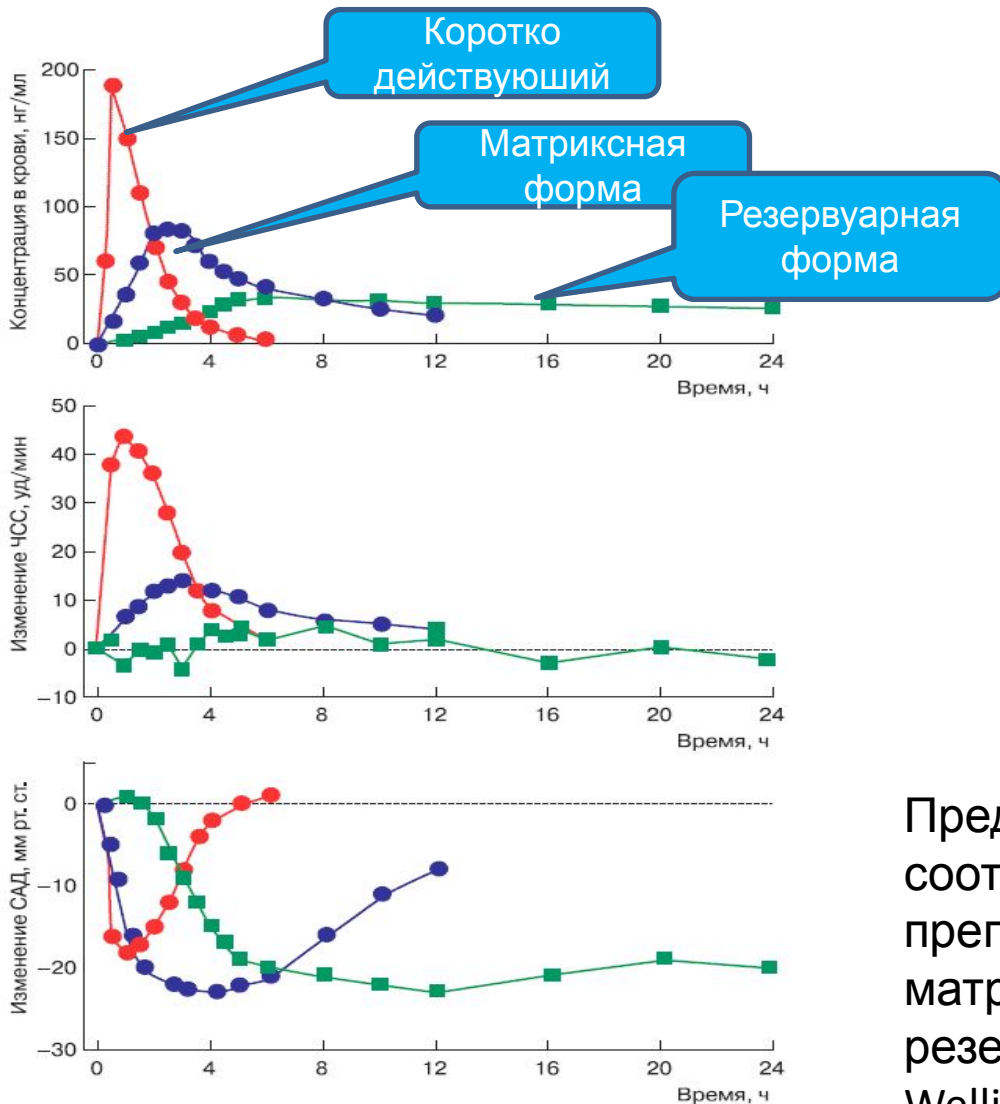 Коротко
действуюший
Матриксная
форма
Резервуарная
форма
Концентрация в крови, нг/мл
200
150
100
50
0
0 4 8 12 16 20 24
Время, ч
Изменение ЧСС, уд/мин
50
40
30
20
10
0
–10
0 4 8 12 16 20 24
Время, ч
Изменение САД, мм рт. ст.
0
–10
–20
–30
0 4 8 12 16 20 24
Время, ч
Пред
соот
матр
резе